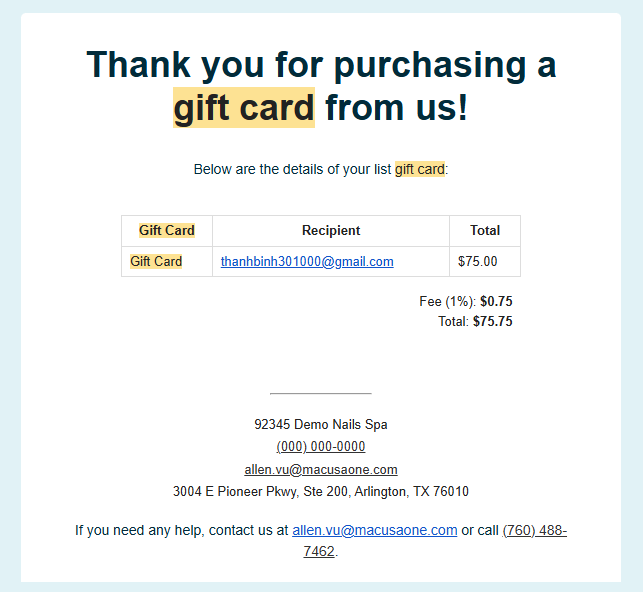 Thank you for purchasing a
gift card from us!
Below are the details of your list gift card:
Gift Card Recipient Total
Gift Card thanhbinh301000@gmail.com $75.00
Fee (1%): $0.75
Total: $75.75
92345 Demo Nails Spa
(000) 000-0000
allen.vu@macusaone.com
3004 E Pioneer Pkwy, Ste 200, Arlington, TX 76010
If you need any help, contact us at allen.vu@macusaone.com or call (760) 488-
7462.